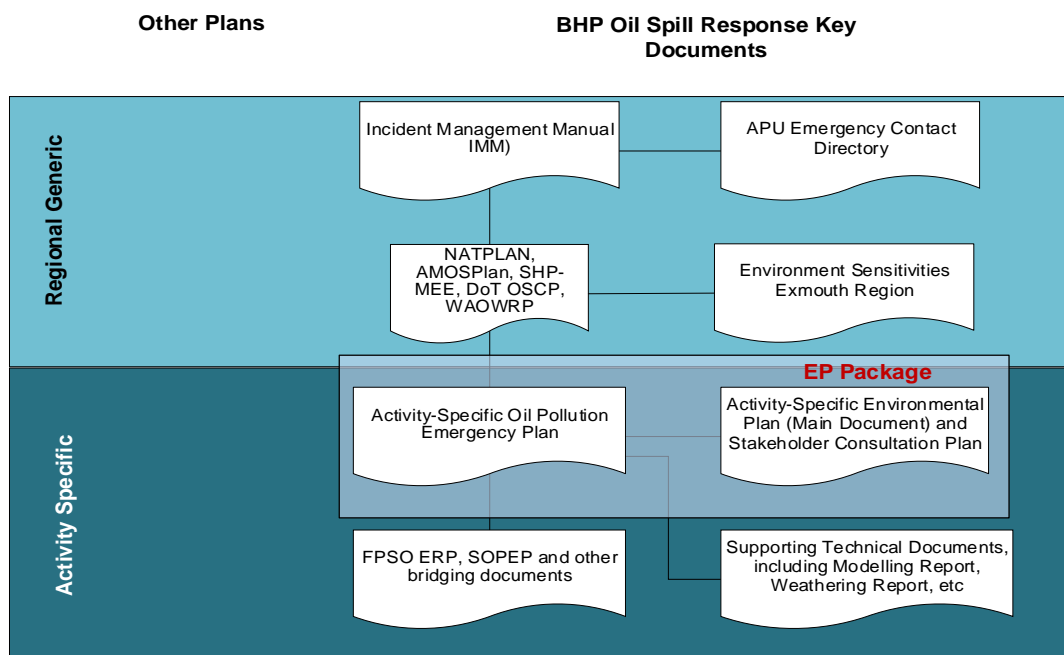 Other Plans
BHP Oil Spill Response Key
Documents
Regional Generic
Incident Management Manual
IMM)
APU Emergency Contact
Directory
NATPLAN,
AMOSPlan, SHP-
MEE, DoT OSCP,
WAOWRP
Environment Sensitivities
Exmouth Region
Activity Specific
EP Package
Activity-Specific Oil Pollution
Emergency Plan
Activity-Specific Environmental
Plan (Main Document) and
Stakeholder Consultation Plan
FPSO ERP, SOPEP and other
bridging documents
Supporting Technical Documents,
including Modelling Report,
Weathering Report, etc